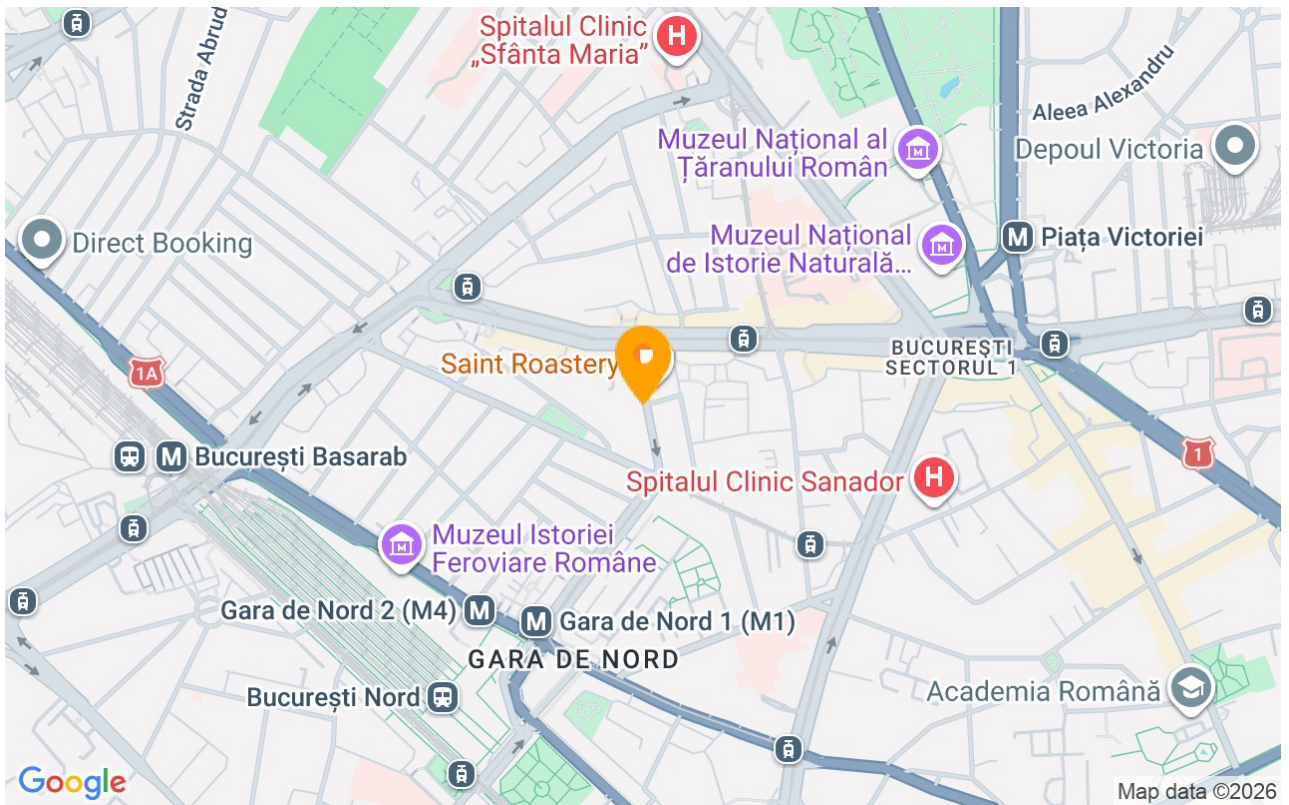 Spitalul Clinic
„Sfânta Maria”
H
Strada Abrud
Aleea Alexandru
Muzeul Național al
Țăranului Român
Depoul Victoria
Muzeul Național
de Istorie Naturală...
M Piața Victoriei
Direct Booking
BUCUREȘTI
SECTORUL 1
Saint Roastery
1A
1
M București Basarab
Spitalul Clinic Sanador
H
Muzeul Istoriei
Feroviare Române
Gara de Nord 2 (M4) M
M Gara de Nord 1 (M1)
GARA DE NORD
București Nord
Academia Română
Google
Map data ©2026